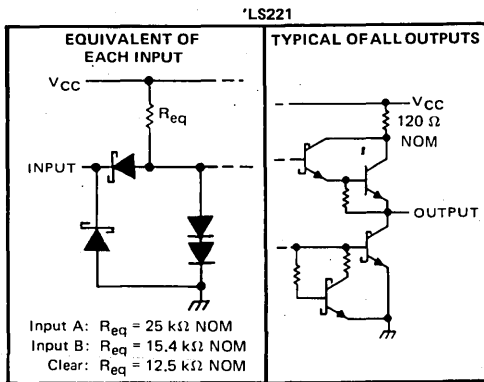 'LS221
EQUIVALENT OF
EACH INPUT
VCC
Req
INPUT
Input A: Req = 25 kΩ NOM
Input B: Req = 15.4 kΩ NOM
Clear: Req = 12.5 kΩ NOM
TYPICAL OF ALL OUTPUTS
VCC
120 Ω
NOM
OUTPUT